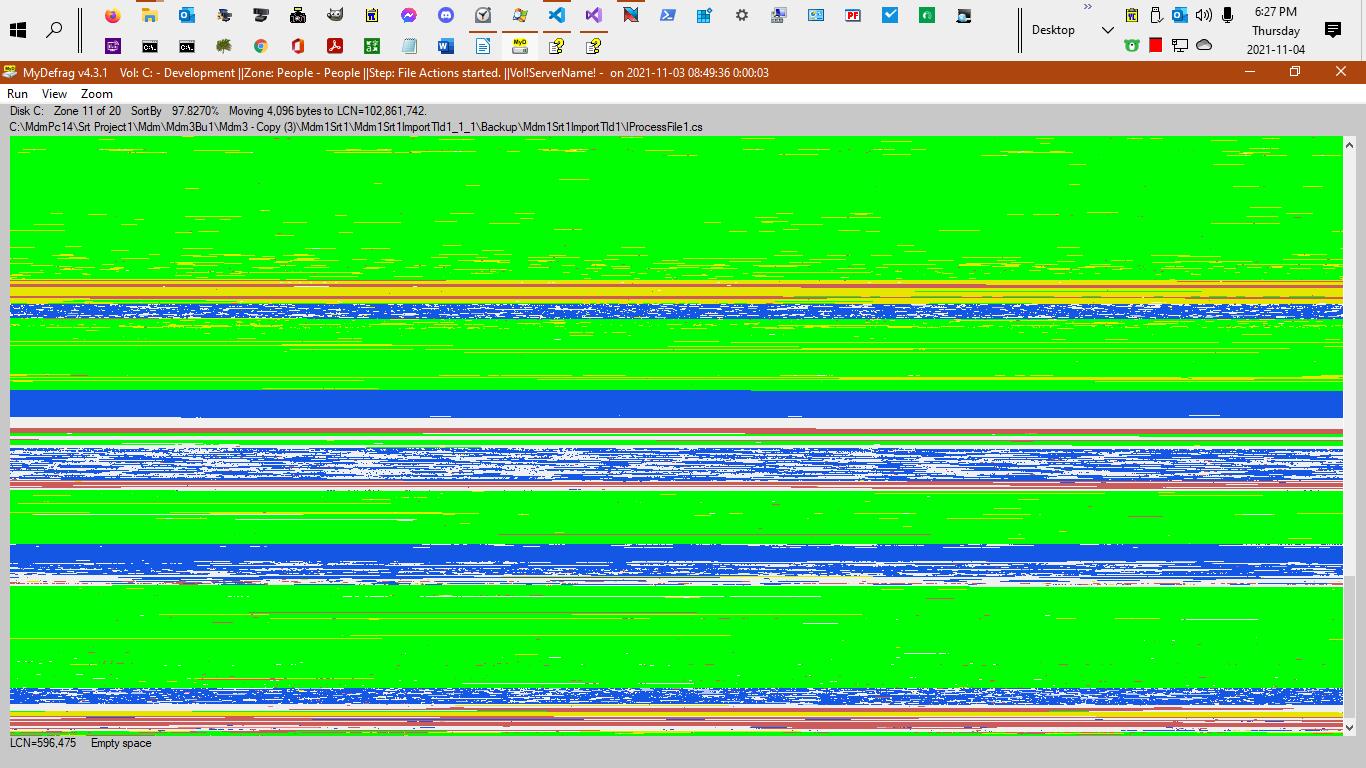 6:27 PM
Desktop
Thursday
2021-11-04
MyDefrag v4.3.1 Vol: C: - Development ||Zone: People - People ||Step: File Actions started. ||Vol!ServerName! - on 2021-11-03 08:49:36 0:00:03
Run View Zoom
Disk C: Zone 11 of 20 SortBy 97.8270% Moving 4,096 bytes to LCN=102,861,742.
C:\MdmPc14\Srt Project1\Mdm\Mdm3Bu1\Mdm3 - Copy (3)\Mdm1Srt1\Mdm1Srt1ImportTld1_1_1\Backup\Mdm1Srt1ImportTld1\IProcessFile1.cs
LCN=596,475 Empty space